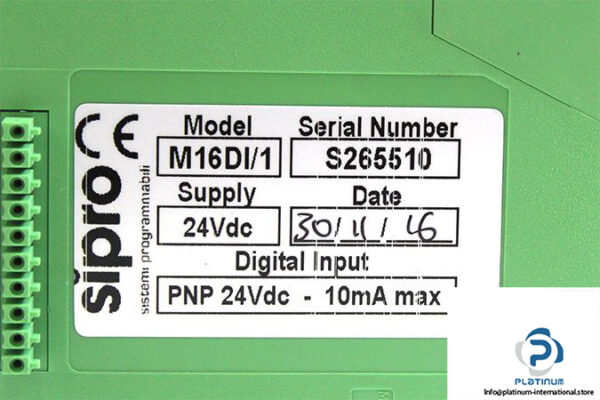 Model
Serial Number
M16DI/1
S265510
Supply
Date
24Vdc
30/11/16
Digital Input
PNP 24Vdc - 10mA max
sipro
sistemi programmabili
CE
PLATINUM
Info@platinum-international.store